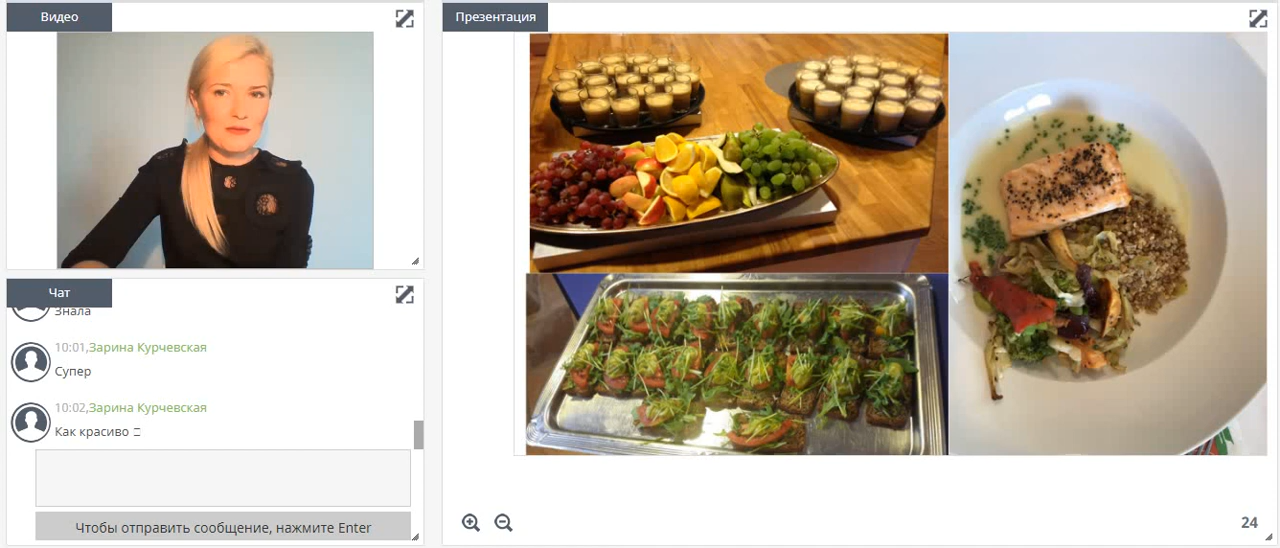 Видео
Презентация
Чат
Знала
10:01,Зарина Курчевская
Супер
10:02,Зарина Курчевская
Как красиво
Чтобы отправить сообщение, нажмите Enter
24